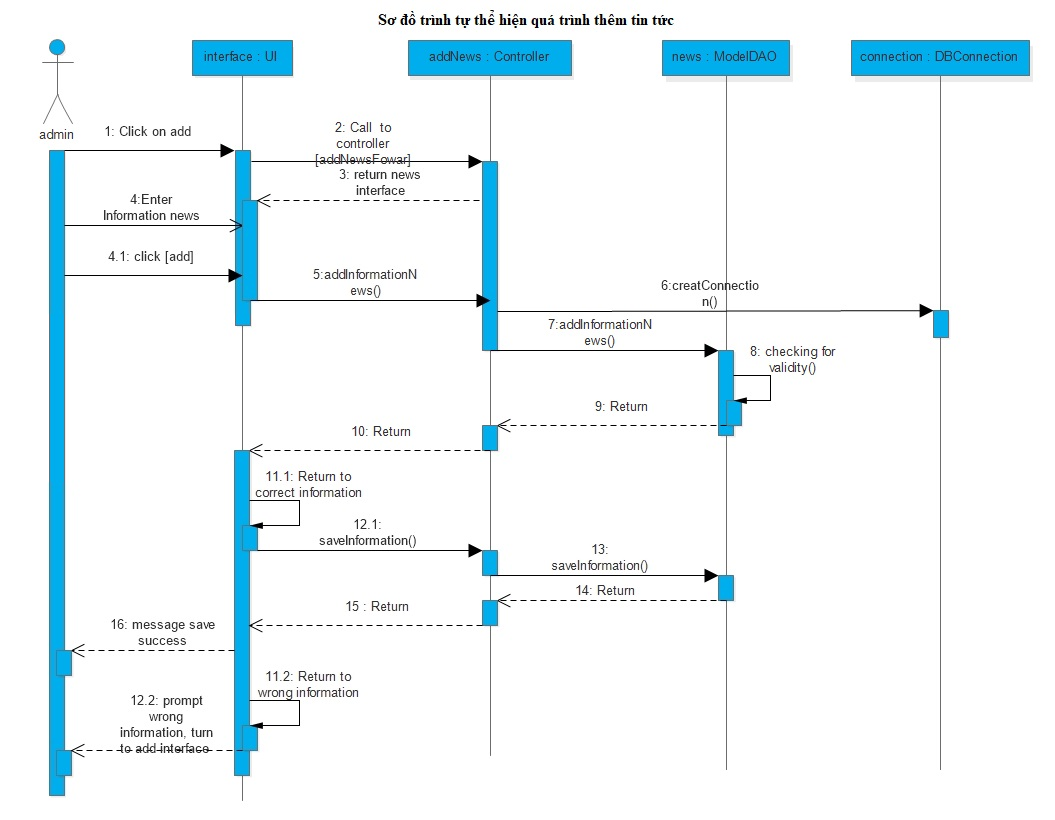 Sơ đồ trình tự thể hiện quá trình thêm tin tức
interface : UI
addNews : Controller
news : ModelDAO
connection : DBConnection
admin
1: Click on add
2: Call to
controller
[addNewsFowar]
3: return news
interface
4:Enter
Information news
4.1: click [add]
5:addInformationN
ews()
6:creatConnectio
n()
7:addInformationN
ews()
8: checking for
validity()
9: Return
10: Return
11.1: Return to
correct information
12.1:
saveInformation()
13:
saveInformation()
14: Return
15 : Return
16: message save
success
11.2: Return to
wrong information
12.2: prompt
wrong
information, turn
to add interface